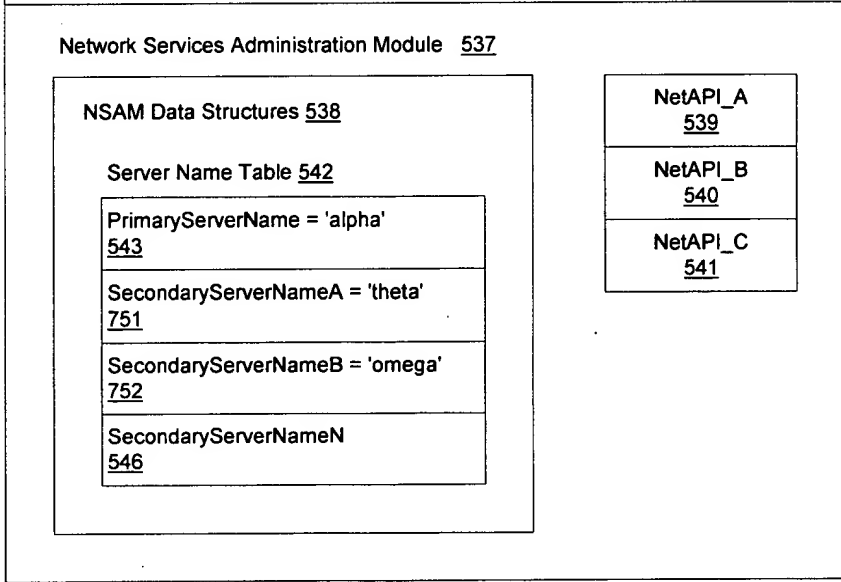 Network Services Administration Module 537
NSAM Data Structures 538
Server Name Table 542
PrimaryServerName = 'alpha'
543
SecondaryServerNameA = 'theta'
751
SecondaryServerNameB = 'omega'
752
SecondaryServerNameN
546
NetAPI_A
539
NetAPI_B
540
NetAPI_C
541